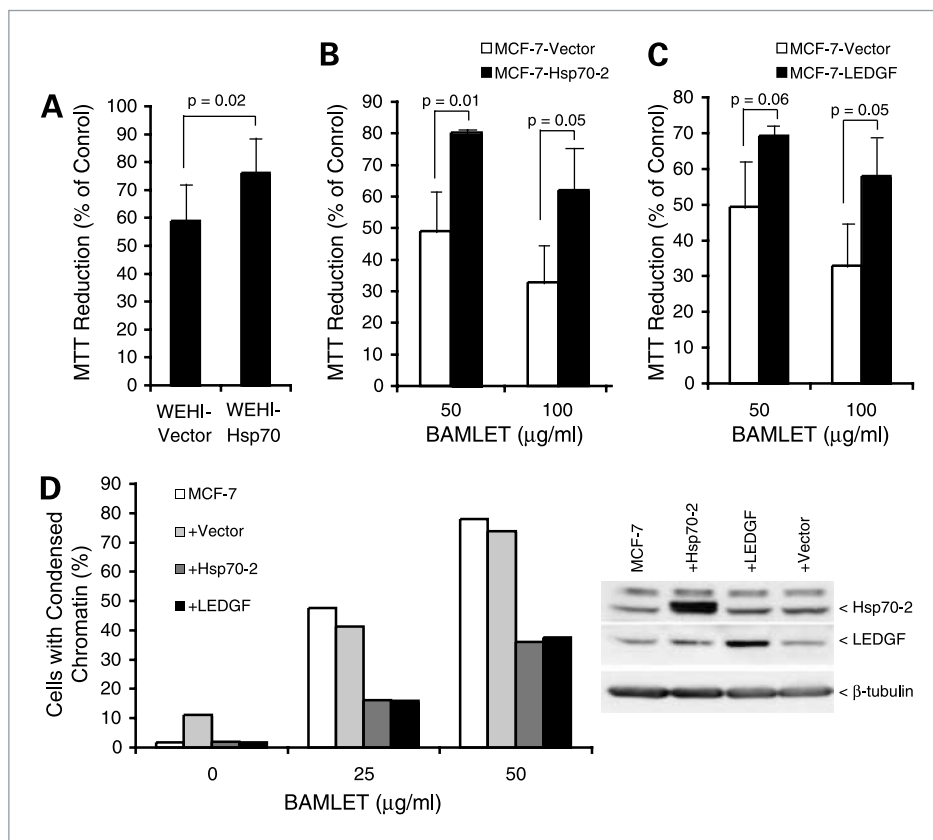 A
MTT Reduction (% of Conrol)
100
90
80
70
60
50
40
30
20
10
0
p = 0.02
WEHI-
Vector
WEHI-
Hsp70
B
MCF-7-Vector
MCF-7-Hsp70-2
MTT Reduction (% of Control)
90
80
70
60
50
40
30
20
10
0
p = 0.01
p = 0.05
50
100
BAMLET (μg/ml)
C
MCF-7-Vector
MCF-7-LEDGF
MTT Reduction (% of Control)
80
70
60
50
40
30
20
10
0
p = 0.06
p = 0.05
50
100
BAMLET (μg/ml)
D
Cells with Condensed
Chromatin (%)
90
80
70
60
50
40
30
20
10
0
MCF-7
+Vector
+Hsp70-2
+LEDGF
0
25
50
BAMLET (μg/ml)
MCF-7
+Hsp70-2
+LEDGF
+Vector
< Hsp70-2
< LEDGF
< β-tubulin